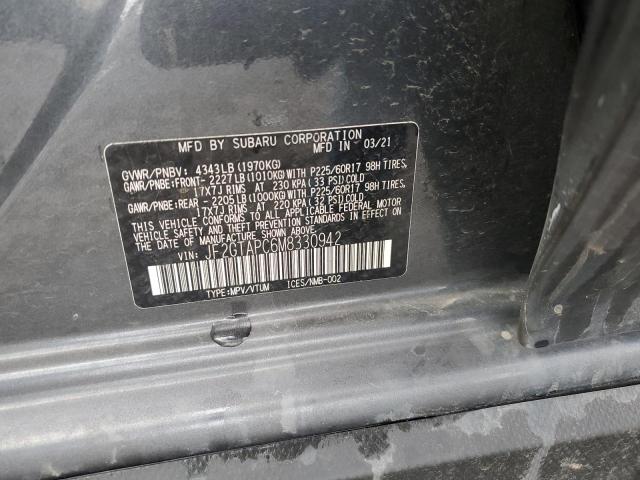 MFD BY SUBARU CORPORATION
MFD IN 03/21
GVWR/PNBV: 4343LB (1970KG)
GAWR/PNBE:FRONT- 2227LB(1010KG)WITH P225/60R17 98H TIRES,
17X7J RIMS AT 230 KPA (33 PSI)COLD
GAWR/PNBE:REAR - 2205LB(1000KG)WITH P225/60R17 98H TIRES,
17X7J RIMS AT 220 KPA (32 PSI)COLD
THIS VEHICLE CONFORMS TO ALL APPLICABLE FEDERAL MOTOR
VEHICLE SAFETY AND THEFT PREVENTION STANDARDS IN EFFECT
ON THE DATE OF MANUFACTURE SHOWN ABOVE.
VIN: JF2GTAPC6M8330942
TYPE:MPV/VTUM ICES/NMB-002